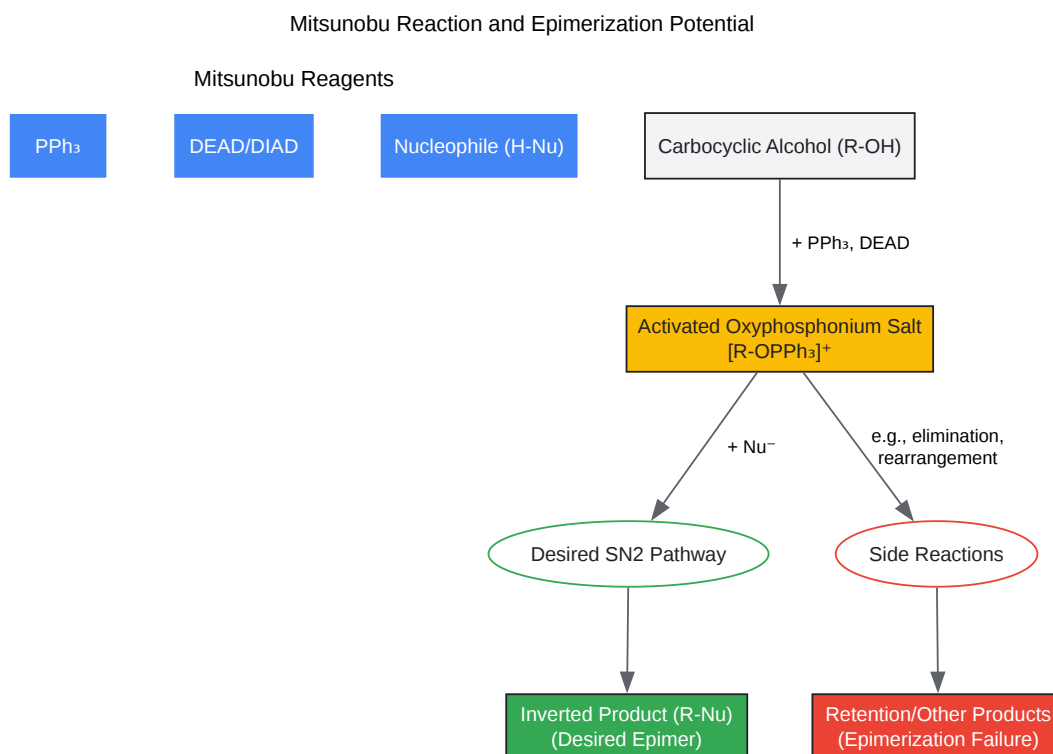 Mitsunobu Reaction and Epimerization Potential
Mitsunobu Reagents
PPh₃
DEAD/DIAD
Nucleophile (H-Nu)
Carbocyclic Alcohol (R-OH)
+ PPh₃, DEAD
Activated Oxyphosphonium Salt
[R-OPPh₃]⁺
+ Nu⁻
e.g., elimination,
rearrangement
Desired SN2 Pathway
Side Reactions
Inverted Product (R-Nu)
(Desired Epimer)
Retention/Other Products
(Epimerization Failure)